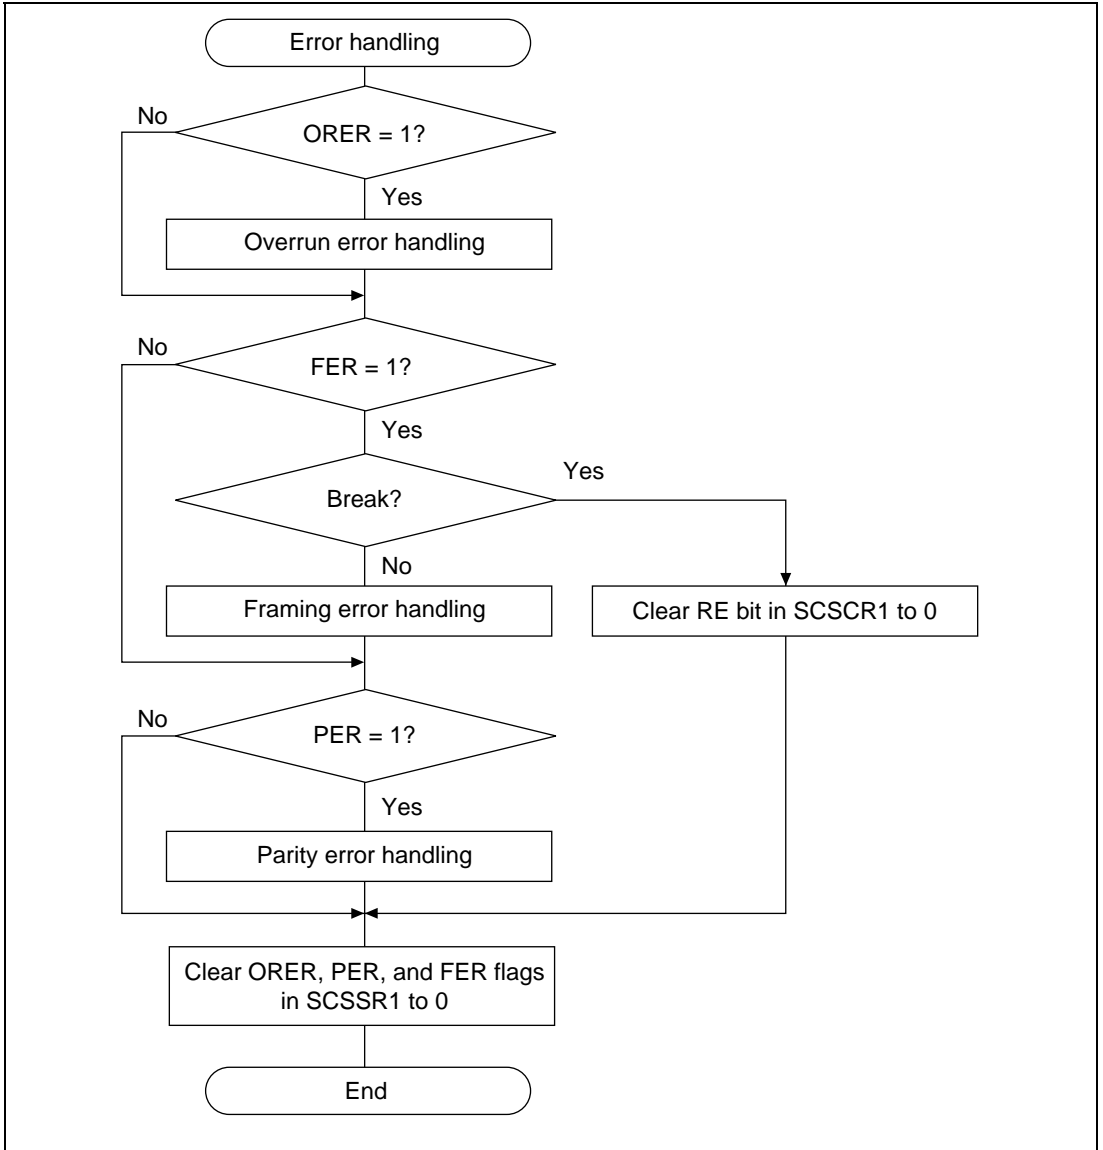 Error handling
No
ORER = 1?
Yes
Overrun error handling
No
FER = 1?
Yes
Yes
Break?
No
Framing error handling
Clear RE bit in SCSCR1 to 0
No
PER = 1?
Yes
Parity error handling
Clear ORER, PER, and FER flags
in SCSSR1 to 0
End